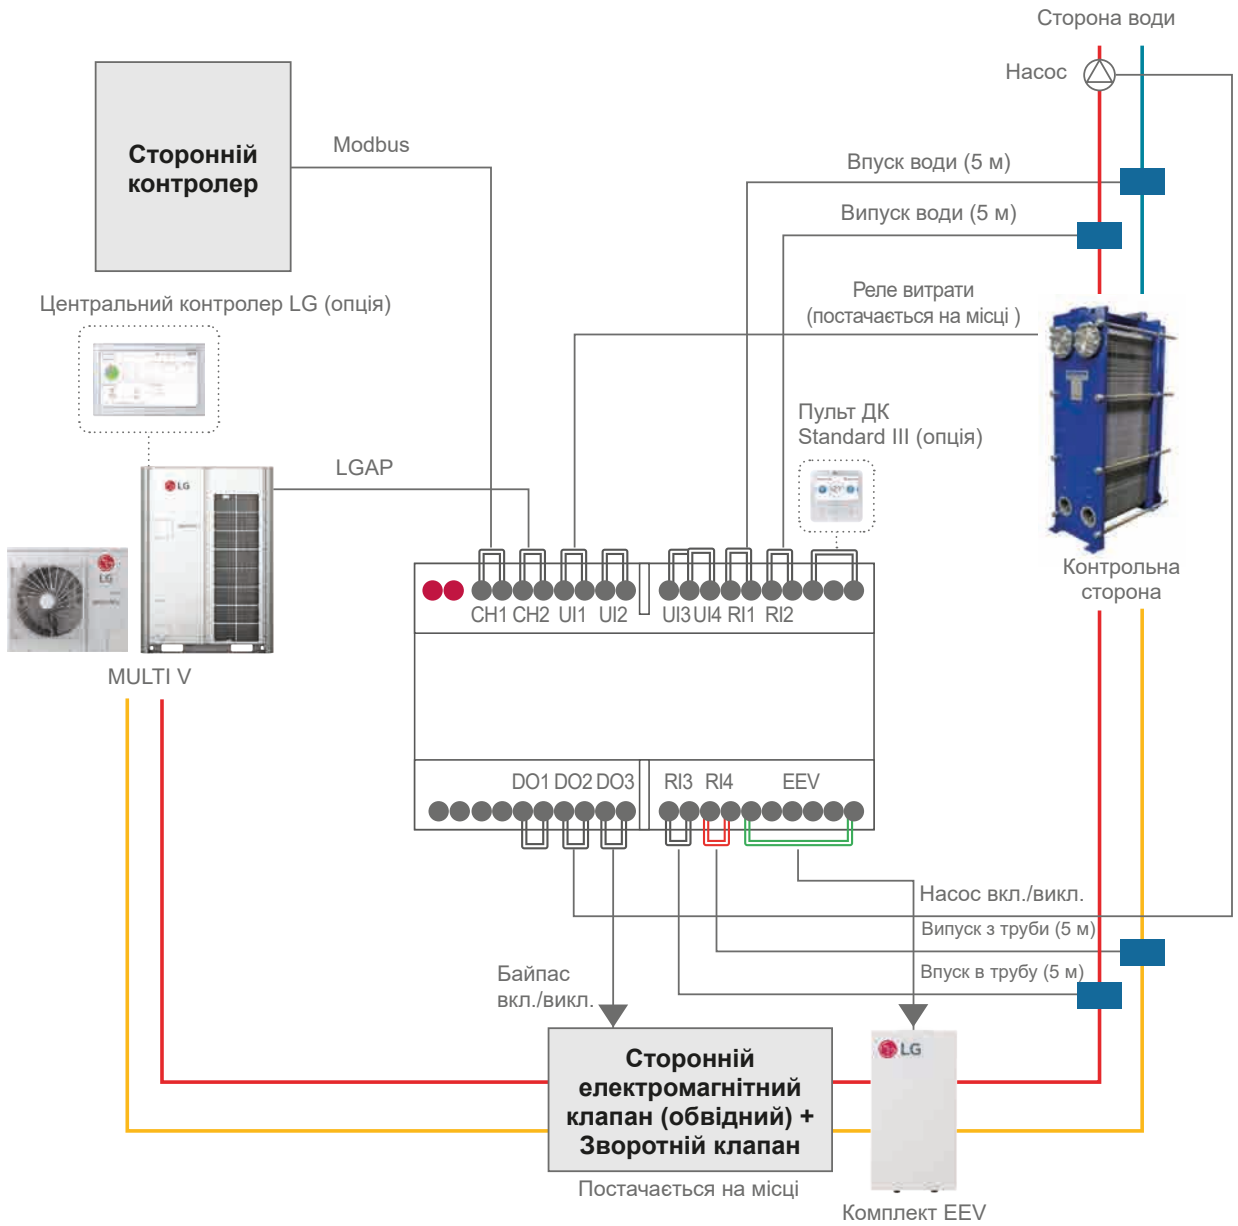 Сторона води
Насос
Сторонній
контролер
Modbus
Впуск води (5 м)
Випуск води (5 м)
Центральний контролер LG (опція)
Реле витрати
(постачається на місці )
Пульт ДК
Standard III (опція)
LGAP
LG
LG
MULTI V
CH1 CH2 UI1 UI2 UI3 UI4 RI1 RI2
Контрольна
сторона
DO1 DO2 DO3 RI3 RI4 EEV
Насос вкл./викл.
Випуск з труби (5 м)
Впуск в трубу (5 м)
Байпас
вкл./викл.
Сторонній
електромагнітний
клапан (обвідний) +
Зворотній клапан
LG
Постачається на місці
Комплект EEV